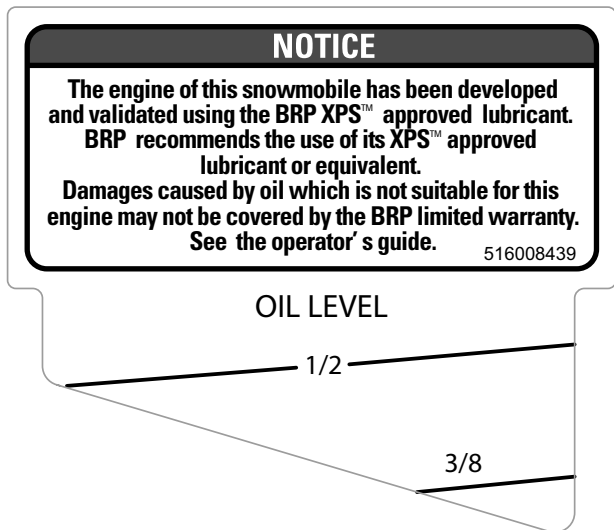 NOTICE
The engine of this snowmobile has been developed
and validated using the BRP XPS™ approved lubricant.
BRP recommends the use of its XPS™ approved
lubricant or equivalent.
Damages caused by oil which is not suitable for this
engine may not be covered by the BRP limited warranty.
See the operator' s guide.
516008439
OIL LEVEL
1/2
3/8